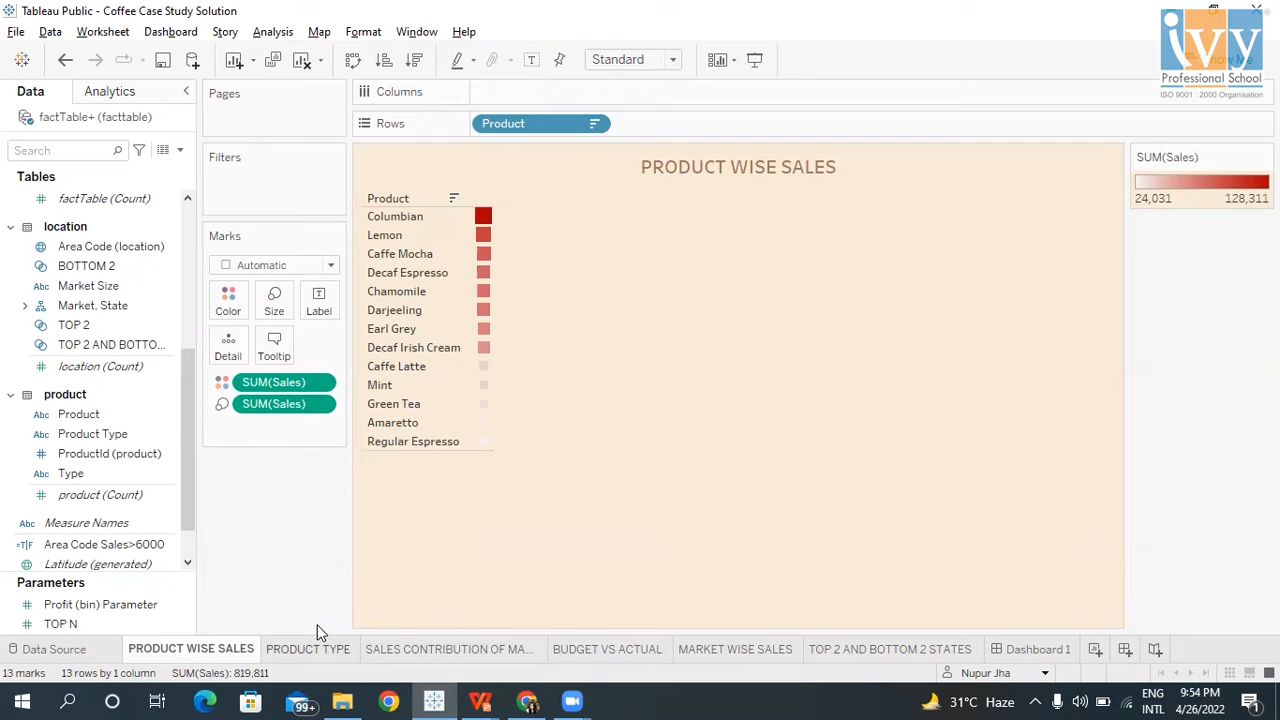 Tableau Public - Coffee Case Study Solution
File Data Worksheet Dashboard Story Analysis Map Format Window Help
Standard
ivy
Professional School
ISO 9001 : 2000 Organisation
Data Analytics
Pages
Columns
factTable+ (facttable)
Rows
Product
Search
Filters
PRODUCT WISE SALES
SUM(Sales)
24,031 128,311
Tables
factTable (Count)
location
Area Code (location)
BOTTOM 2
Market Size
Market, State
TOP 2
TOP 2 AND BOTTO...
location (Count)
product
Product
Product Type
ProductId (product)
Type
product (Count)
Measure Names
Area Code Sales>6000
Latitude (generated)
Parameters
Profit (bin) Parameter
TOP N
Marks
Automatic
Color Size Label
Detail Tooltip
SUM(Sales)
SUM(Sales)
Product
Columbian
Lemon
Caffe Mocha
Decaf Espresso
Chamomile
Darjeeling
Earl Grey
Decaf Irish Cream
Caffe Latte
Mint
Green Tea
Amaretto
Regular Espresso
Data Source PRODUCT WISE SALES PRODUCT TYPE SALES CONTRIBUTION OF MA... BUDGET VS ACTUAL MARKET WISE SALES TOP 2 AND BOTTOM 2 STATES Dashboard 1
13 marks 13 rows by 1 column SUM(Sales): 819,811 Nupur Jha
99+
31°C Haze
ENG
INTL
9:54 PM
4/26/2022
1